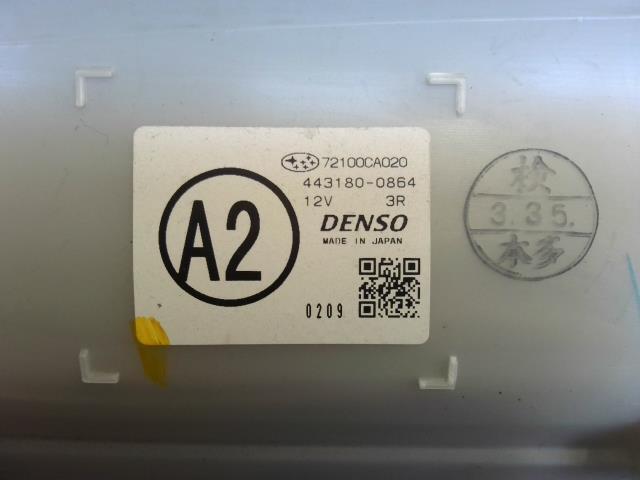 72100CA020
443180-0864
12V 3R
DENSO
MADE IN JAPAN
A2
0209
検
3.35.
本多